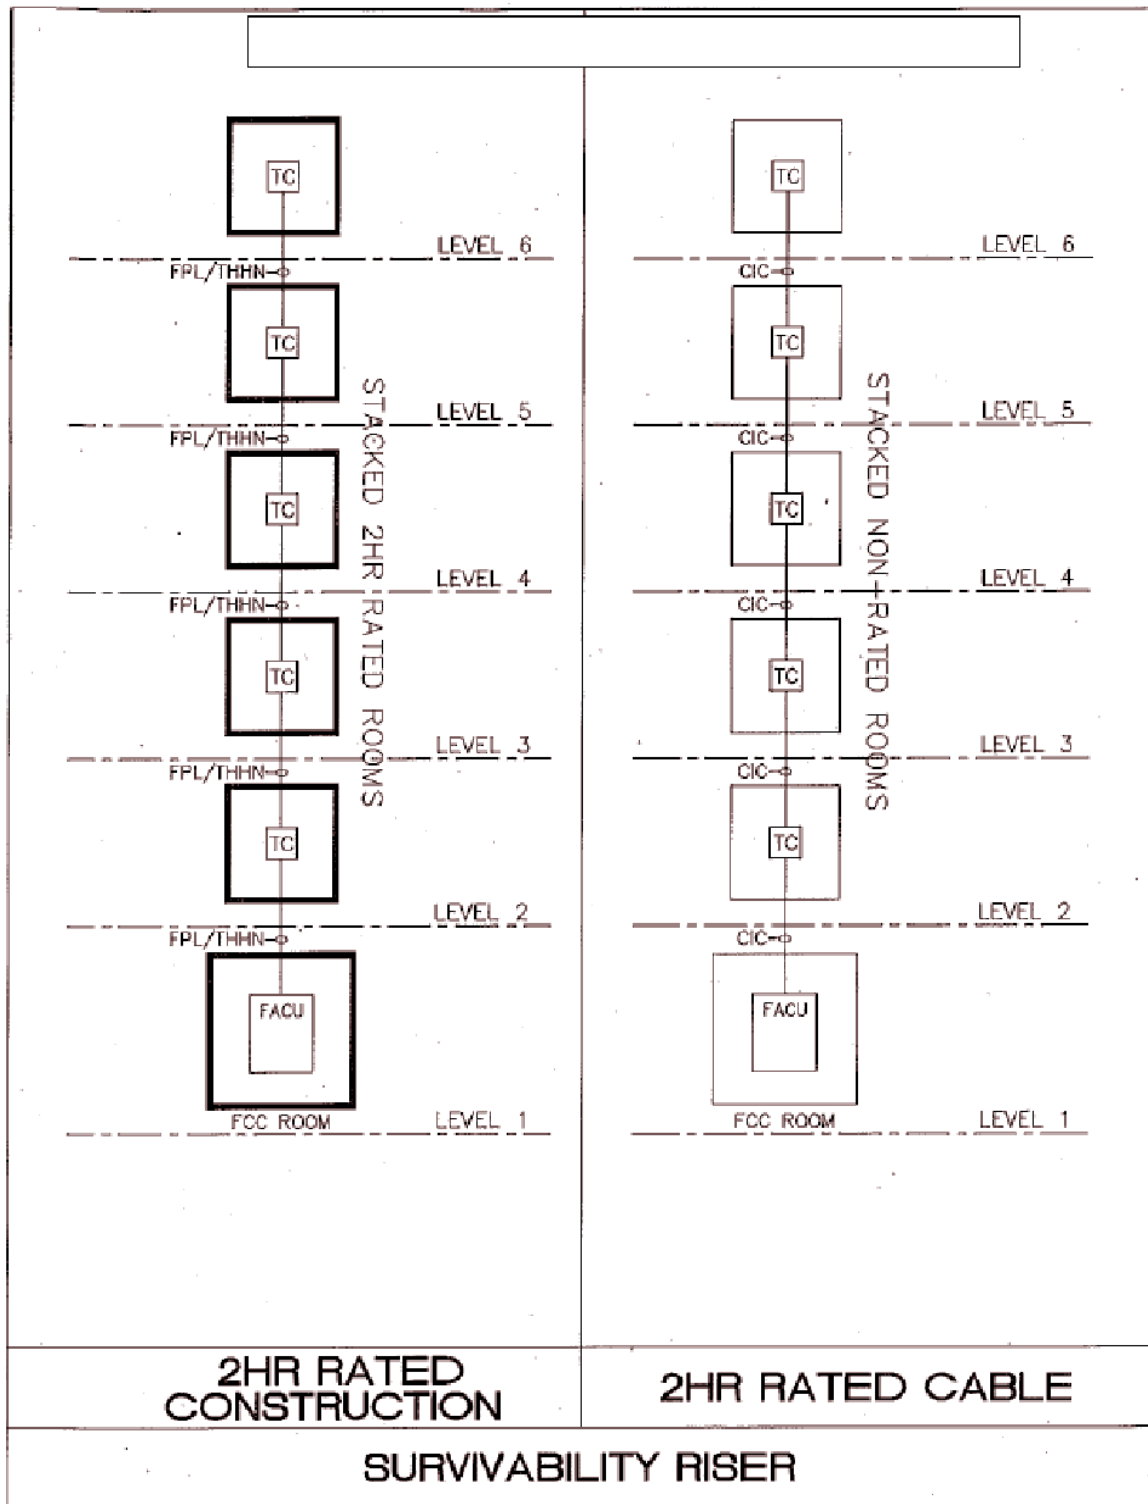 TC
LEVEL 6
FPL/THHN
TC
LEVEL 5
FPL/THHN
TC
LEVEL 4
FPL/THHN
TC
LEVEL 3
FPL/THHN
TC
LEVEL 2
FPL/THHN
FACU
FCC ROOM
LEVEL 1
STACKED 2HR RATED ROOMS
2HR RATED
CONSTRUCTION
TC
LEVEL 6
CIC
TC
LEVEL 5
CIC
TC
LEVEL 4
CIC
TC
LEVEL 3
CIC
TC
LEVEL 2
CIC
FACU
FCC ROOM
LEVEL 1
STACKED NON-RATED ROOMS
2HR RATED CABLE
SURVIVABILITY RISER